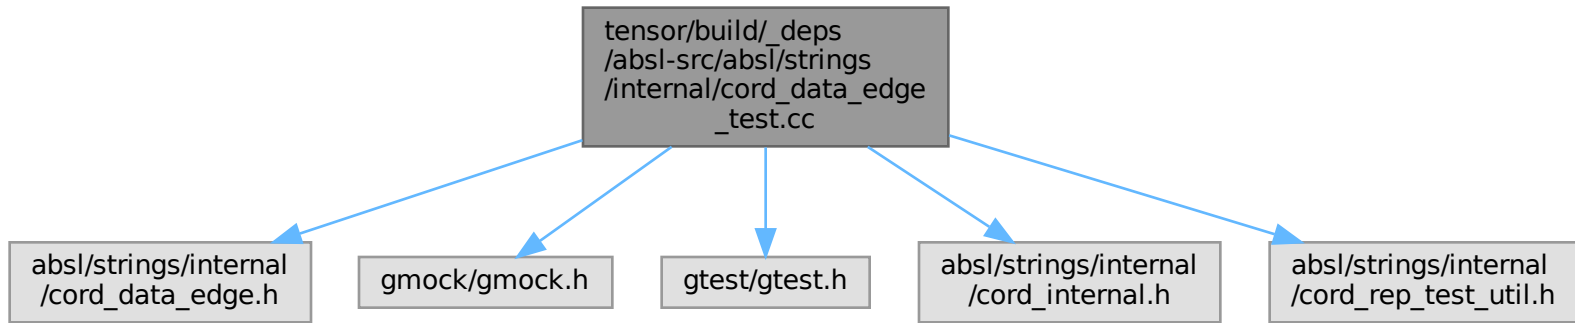 tensor/build/_deps
/absl-src/absl/strings
/internal/cord_data_edge
_test.cc
absl/strings/internal
/cord_data_edge.h
gmock/gmock.h
gtest/gtest.h
absl/strings/internal
/cord_internal.h
absl/strings/internal
/cord_rep_test_util.h